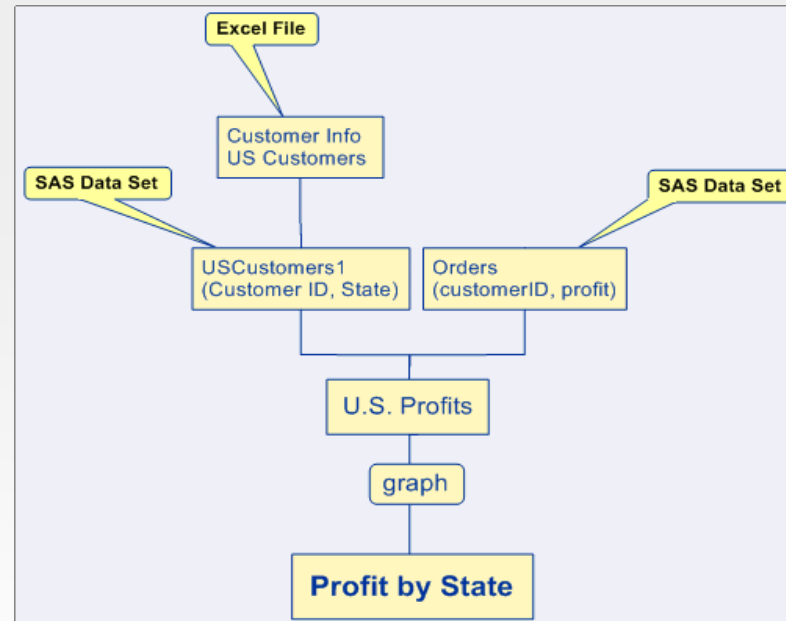 Excel File
Customer Info
US Customers
SAS Data Set
SAS Data Set
USCustomers1
(Customer ID, State)
Orders
(customerID, profit)
U.S. Profits
graph
Profit by State